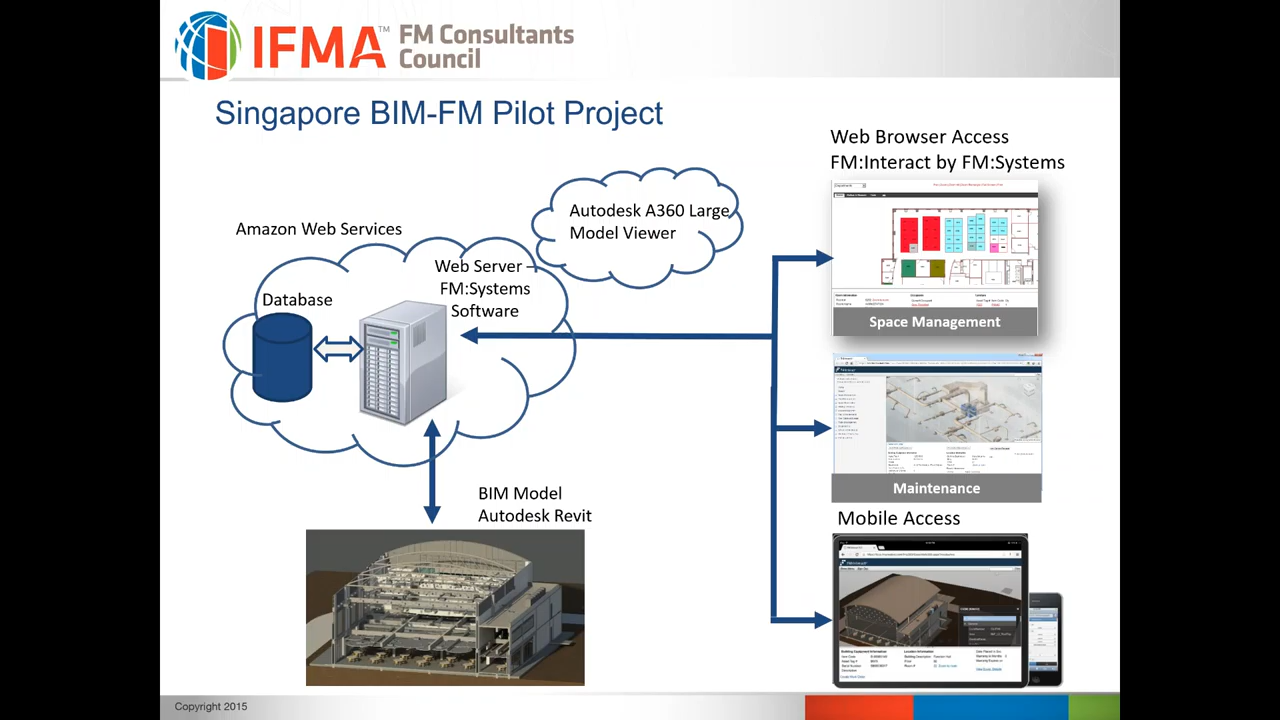 IFMA™ FM Consultants
Council
Singapore BIM-FM Pilot Project
Web Browser Access
FM:Interact by FM:Systems
Autodesk A360 Large
Model Viewer
Amazon Web Services
Web Server –
FM:Systems
Software
Database
Space Management
Maintenance
BIM Model
Autodesk Revit
Mobile Access
Copyright 2015